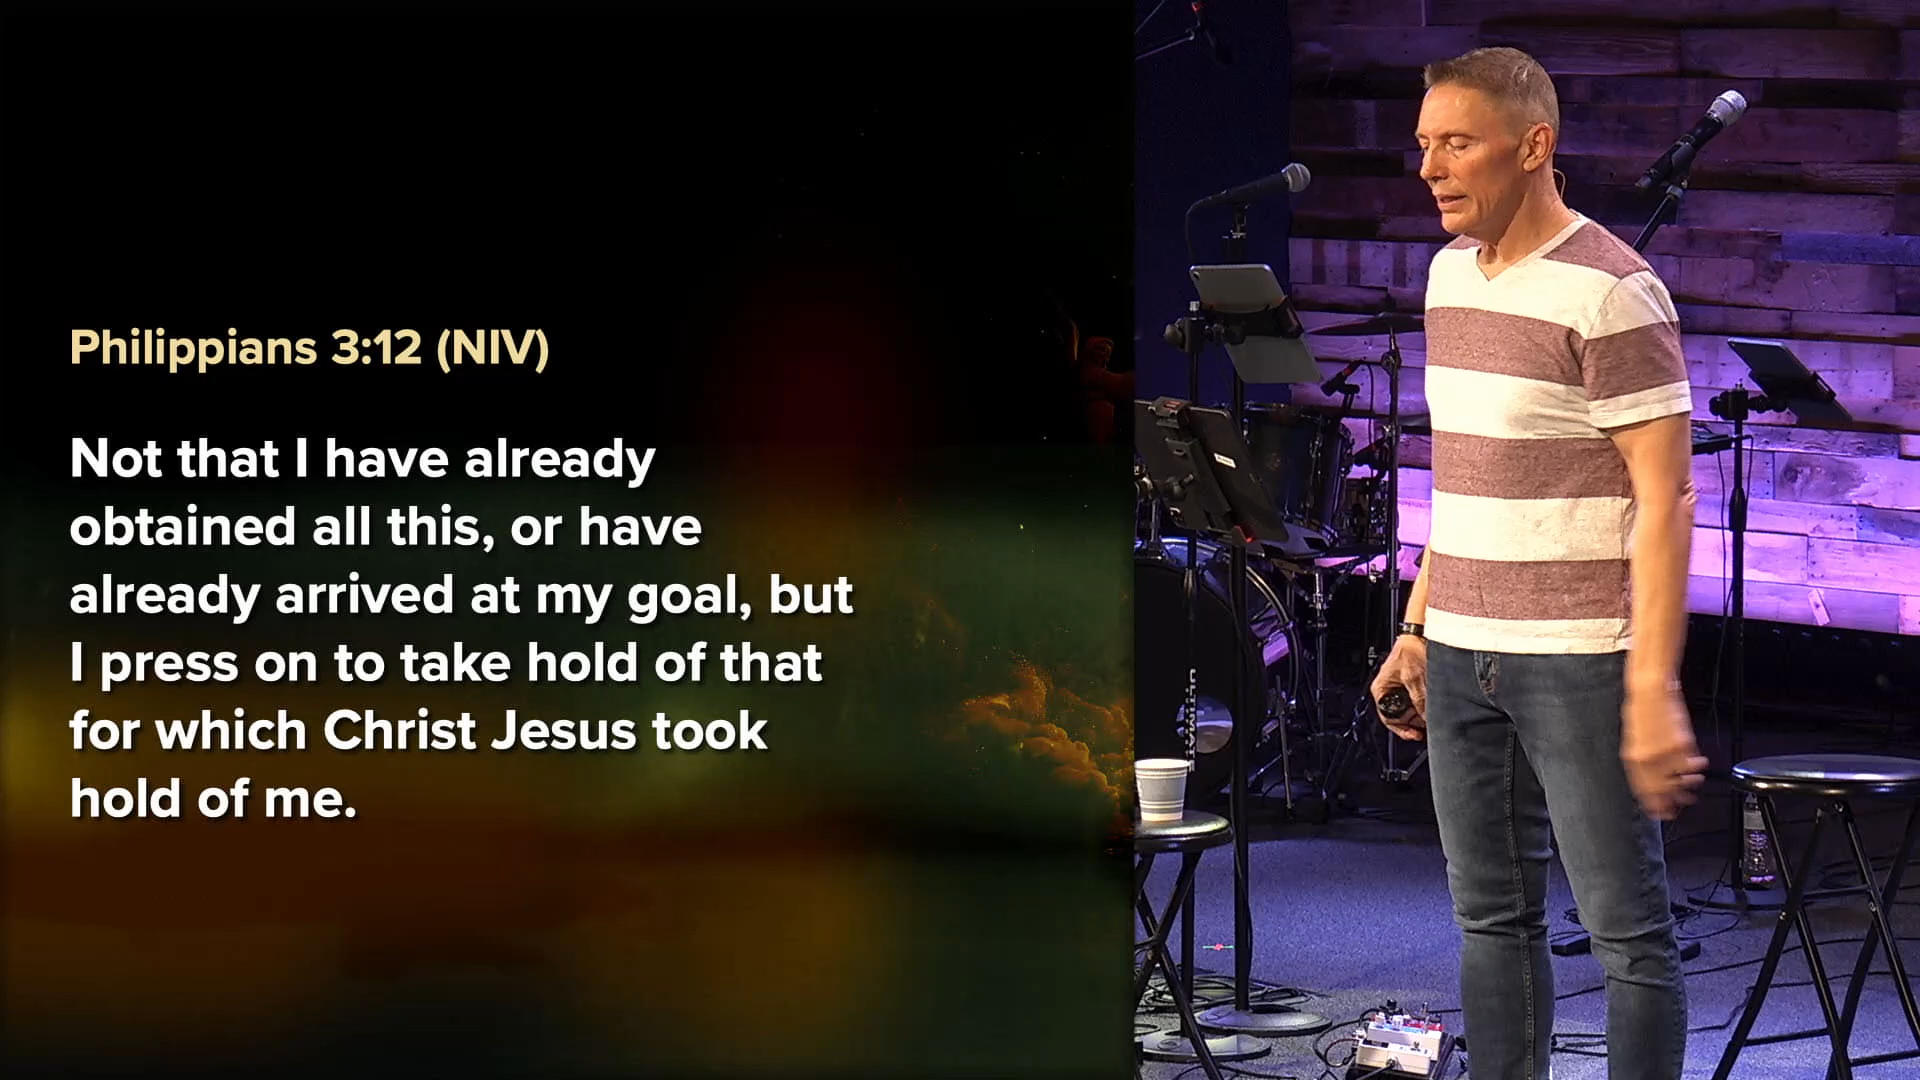 Philippians 3:12 (NIV)
Not that I have already
obtained all this, or have
already arrived at my goal, but
I press on to take hold of that
for which Christ Jesus took
hold of me.
ULTIMATE